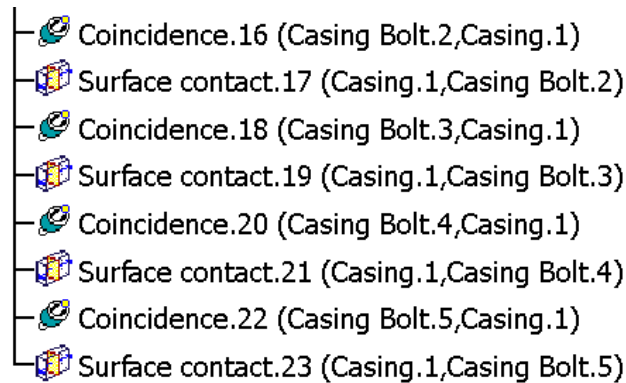 Coincidence.16 (Casing Bolt.2,Casing.1)
Surface contact.17 (Casing.1,Casing Bolt.2)
Coincidence.18 (Casing Bolt.3,Casing.1)
Surface contact.19 (Casing.1,Casing Bolt.3)
Coincidence.20 (Casing Bolt.4,Casing.1)
Surface contact.21 (Casing.1,Casing Bolt.4)
Coincidence.22 (Casing Bolt.5,Casing.1)
Surface contact.23 (Casing.1,Casing Bolt.5)